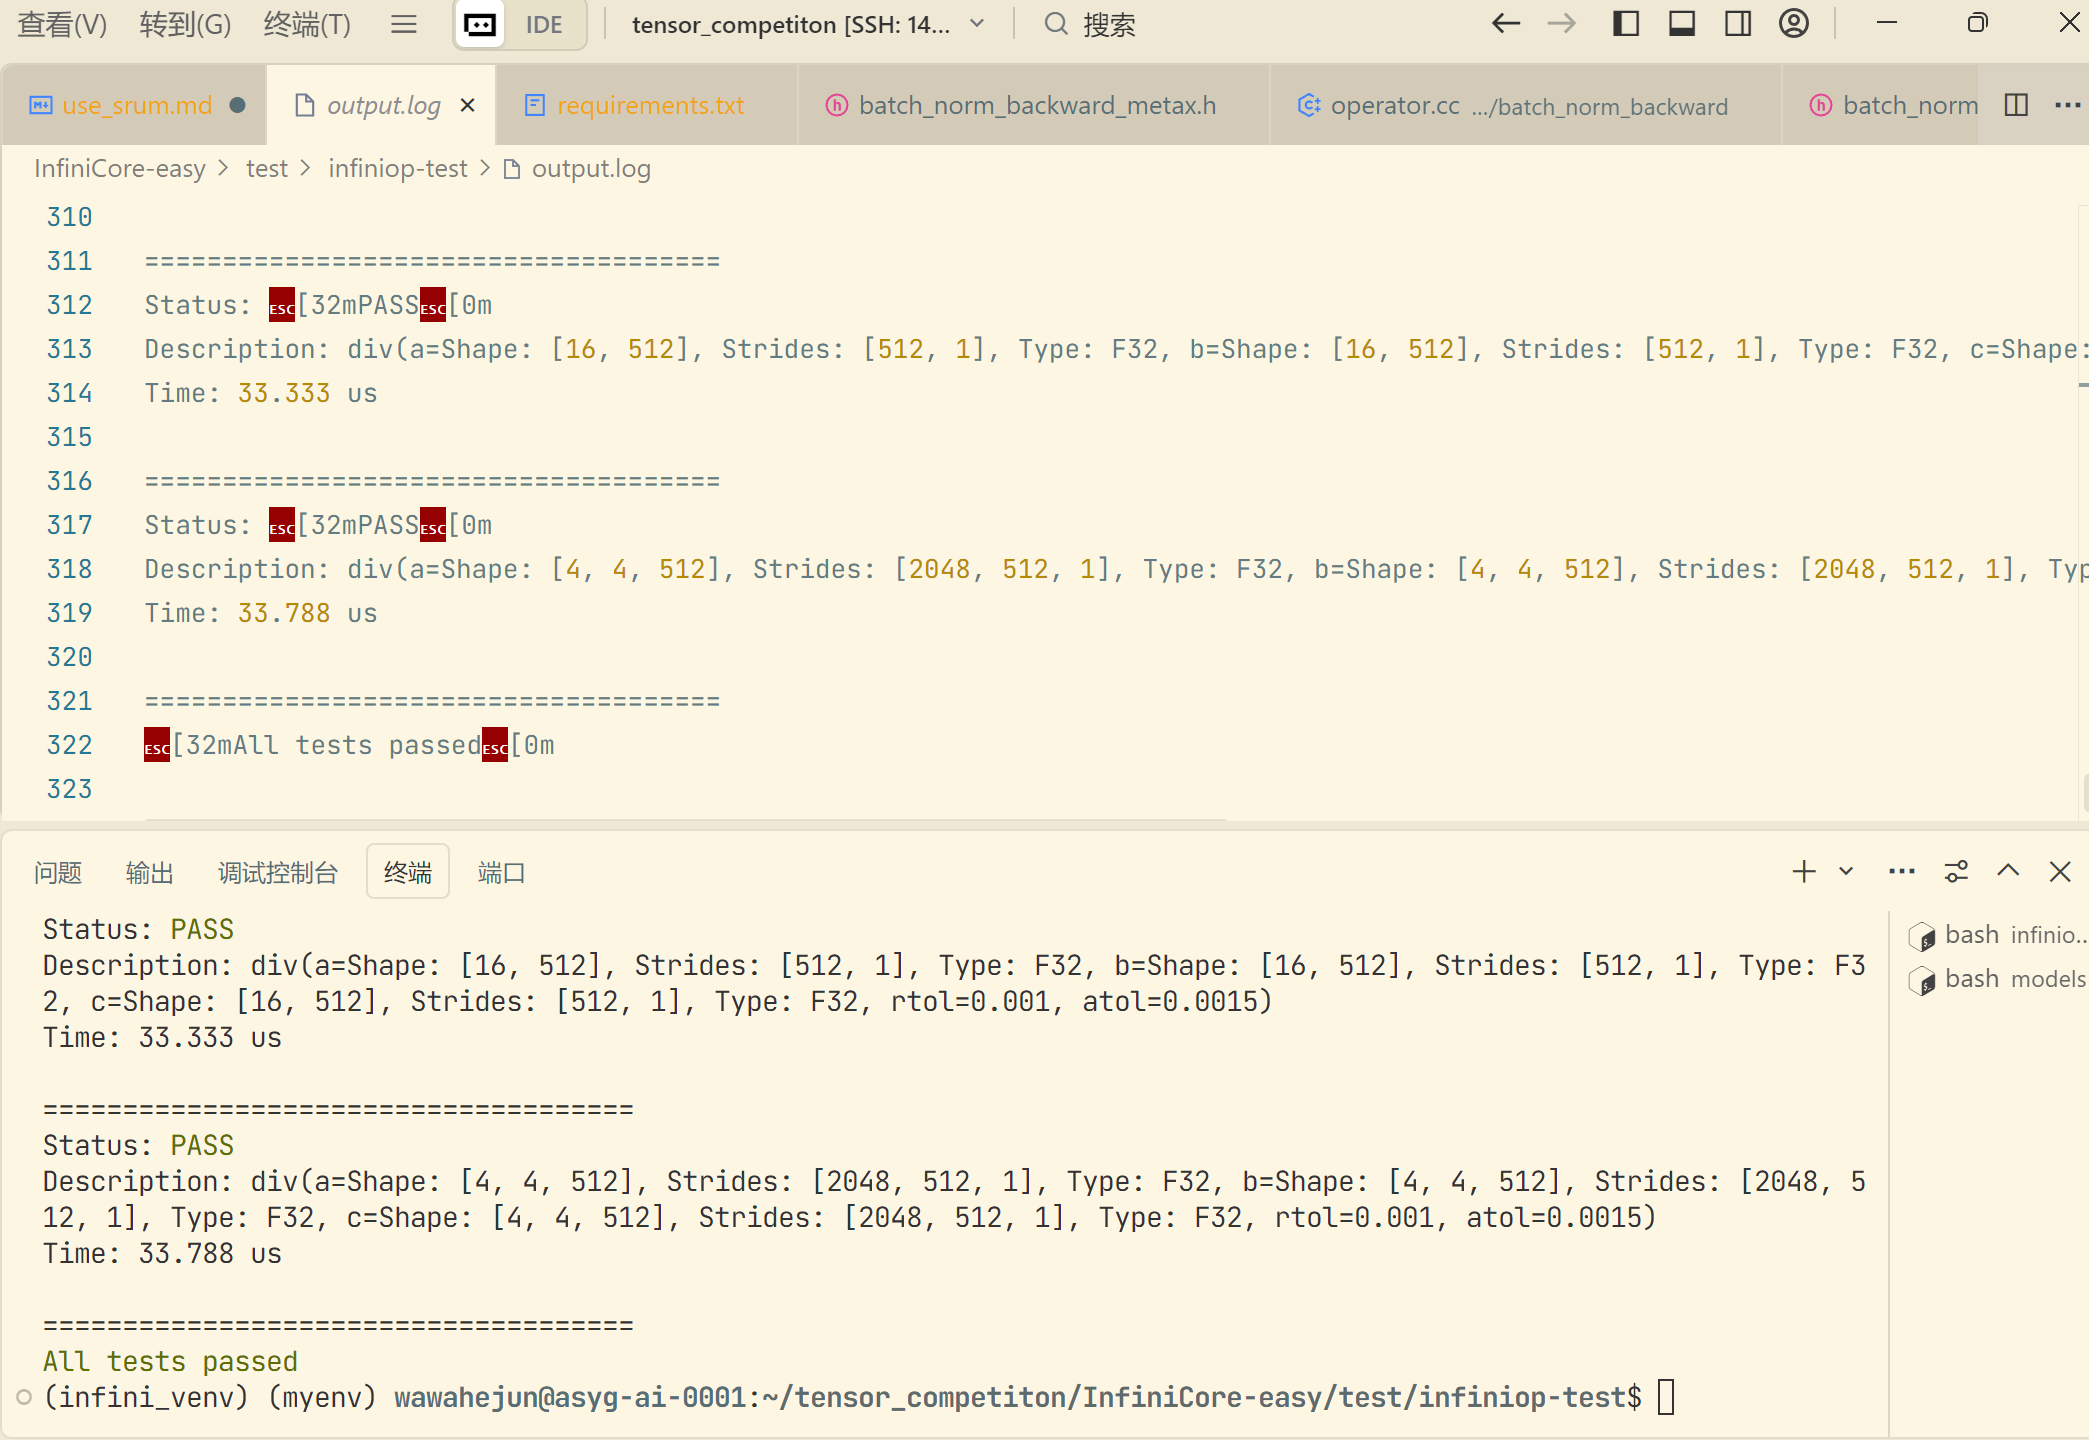 查看(V) 转到(G) 终端(T) IDE tensor_competiton [SSH: 14... 搜索
use_srum.md output.log requirements.txt batch_norm_backward_metax.h operator.cc .../batch_norm_backward batch_norm
InfiniCore-easy > test > infiniop-test > output.log
310
311 =====================================
312 Status: ESC[32mPASSESC[0m
313 Description: div(a=Shape: [16, 512], Strides: [512, 1], Type: F32, b=Shape: [16, 512], Strides: [512, 1], Type: F32, c=Shape:
314 Time: 33.333 us
315
316 =====================================
317 Status: ESC[32mPASSESC[0m
318 Description: div(a=Shape: [4, 4, 512], Strides: [2048, 512, 1], Type: F32, b=Shape: [4, 4, 512], Strides: [2048, 512, 1], Typ
319 Time: 33.788 us
320
321 =====================================
322 ESC[32mAll tests passedESC[0m
323
问题 输出 调试控制台 终端 端口
Status: PASS
Description: div(a=Shape: [16, 512], Strides: [512, 1], Type: F32, b=Shape: [16, 512], Strides: [512, 1], Type: F3
2, c=Shape: [16, 512], Strides: [512, 1], Type: F32, rtol=0.001, atol=0.0015)
Time: 33.333 us
=====================================
Status: PASS
Description: div(a=Shape: [4, 4, 512], Strides: [2048, 512, 1], Type: F32, b=Shape: [4, 4, 512], Strides: [2048, 5
12, 1], Type: F32, c=Shape: [4, 4, 512], Strides: [2048, 512, 1], Type: F32, rtol=0.001, atol=0.0015)
Time: 33.788 us
=====================================
All tests passed
(infini_venv) (myenv) wawahejun@asyg-ai-0001:~/tensor_competiton/InfiniCore-easy/test/infiniop-test$
bash infinio...
bash models